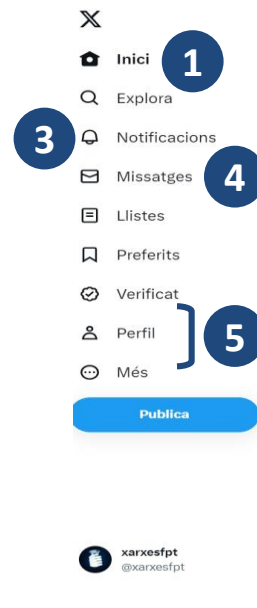 Inici 1
Explora
3 Notificacions
Missatges 4
Llistes
Preferits
Verificat
Perfil 5
Més
Publica
xarxesfpt
@xarxesfpt